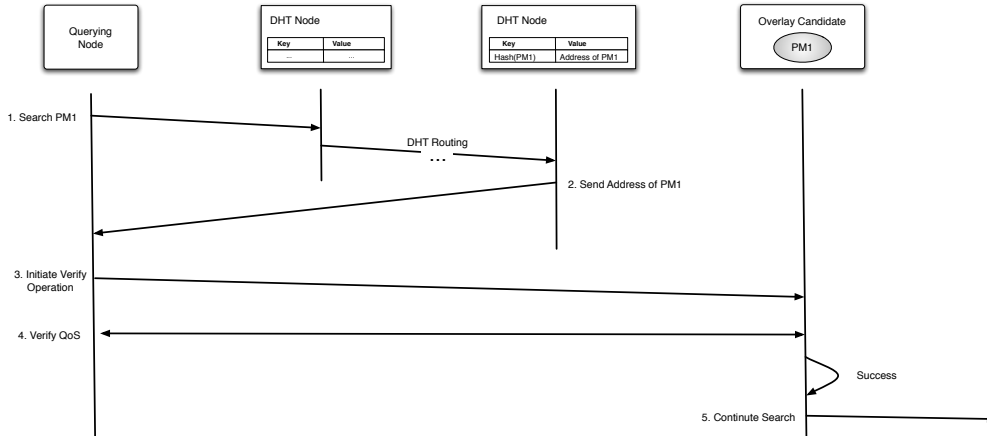 Querying
Node
DHT Node
Key Value
... ...
DHT Node
Key Value
Hash(PM1) Address of PM1
Overlay Candidate
PM1
1. Search PM1
DHT Routing
...
2. Send Address of PM1
3. Initiate Verify
Operation
4. Verify QoS
Success
5. Continute Search